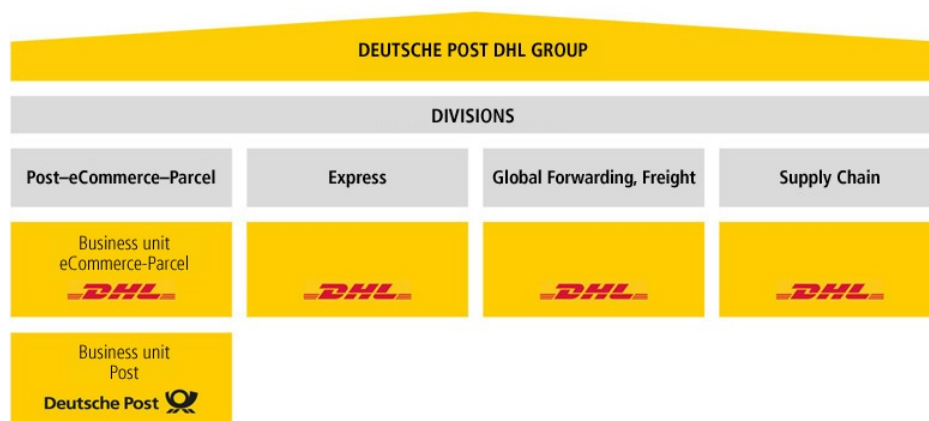 DEUTSCHE POST DHL GROUP
DIVISIONS
Post–eCommerce–Parcel
Express
Global Forwarding, Freight
Supply Chain
Business unit
eCommerce-Parcel
DHL
DHL
DHL
DHL
Business unit
Post
Deutsche Post